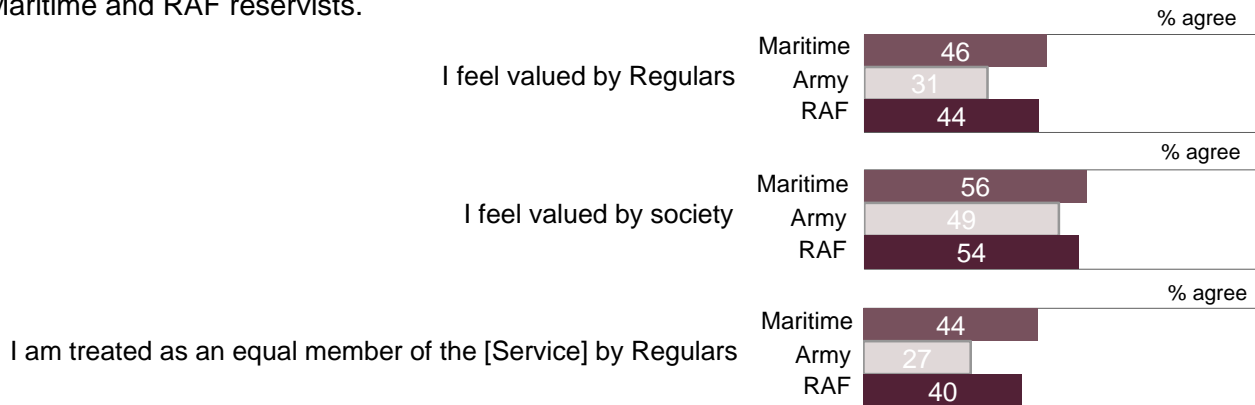 Maritime and RAF reservists.
% agree
I feel valued by Regulars
Maritime 46
Army 31
RAF 44
% agree
I feel valued by society
Maritime 56
Army 49
RAF 54
% agree
I am treated as an equal member of the [Service] by Regulars
Maritime 44
Army 27
RAF 40